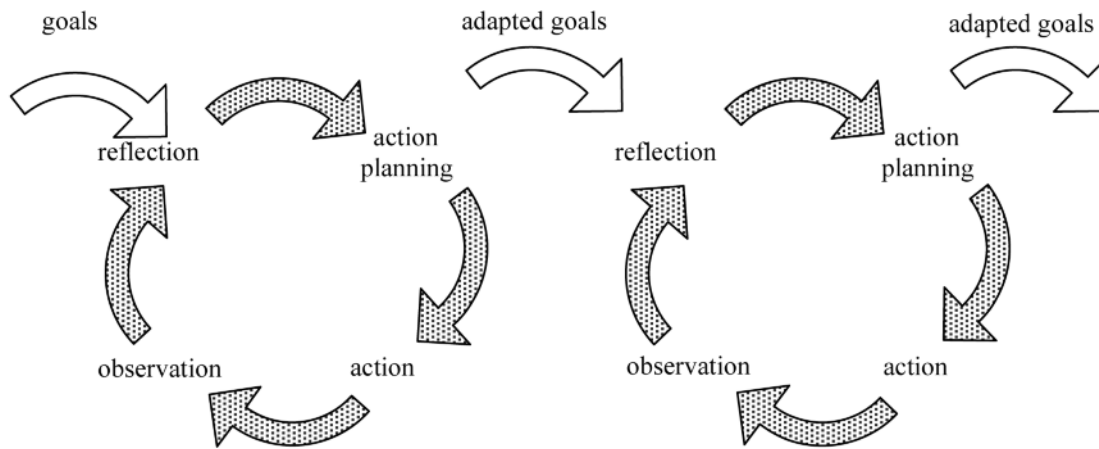 goals
adapted goals
adapted goals
reflection
action
planning
reflection
action
planning
observation
action
observation
action